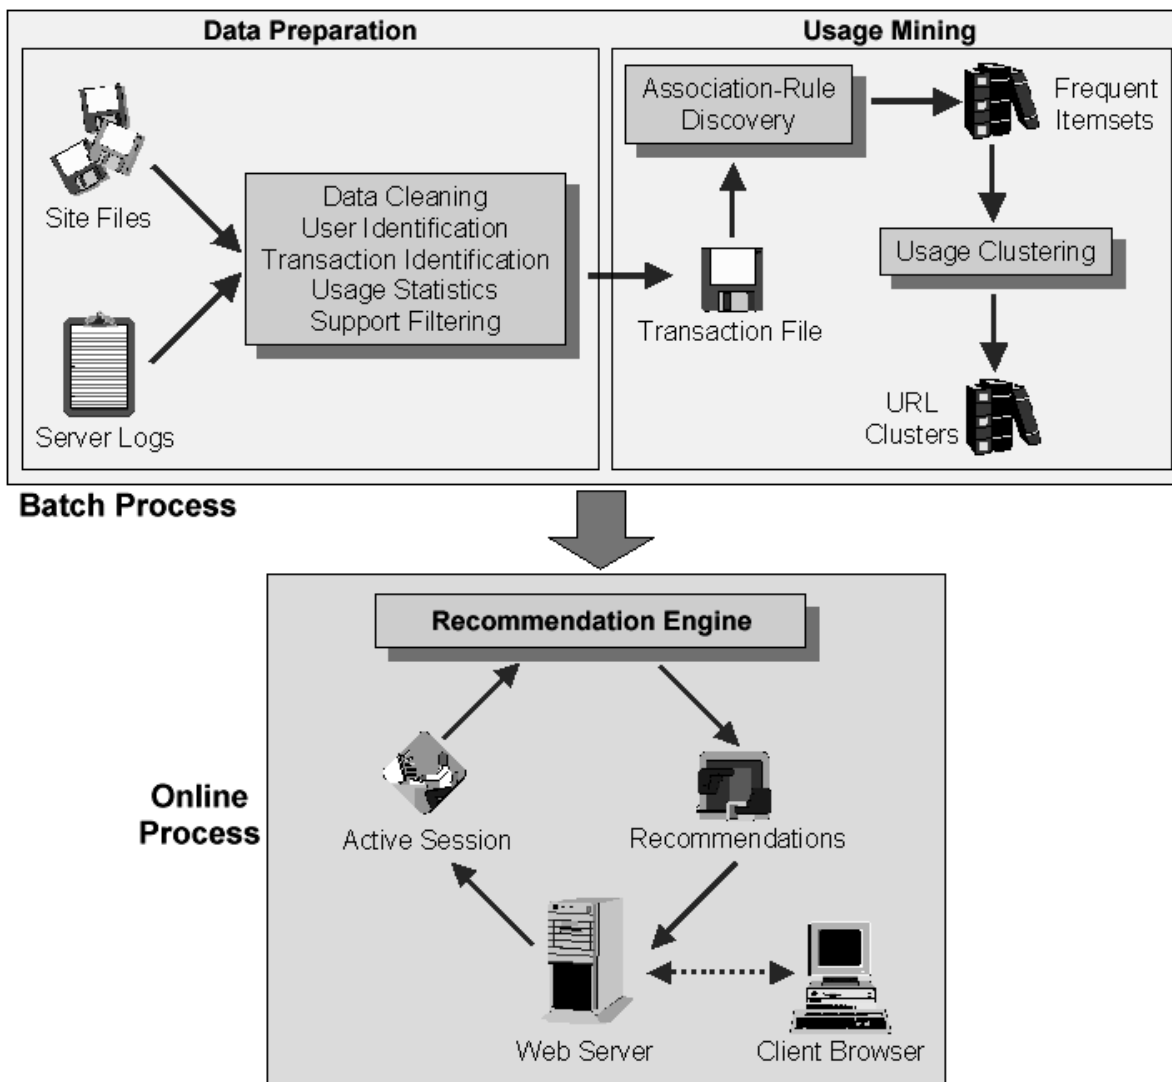 Data Preparation
Site Files
Server Logs
Data Cleaning
User Identification
Transaction Identification
Usage Statistics
Support Filtering
Usage Mining
Association-Rule
Discovery
Frequent
Itemsets
Transaction File
Usage Clustering
URL
Clusters
Batch Process
Recommendation Engine
Online
Process
Active Session
Recommendations
Web Server
Client Browser